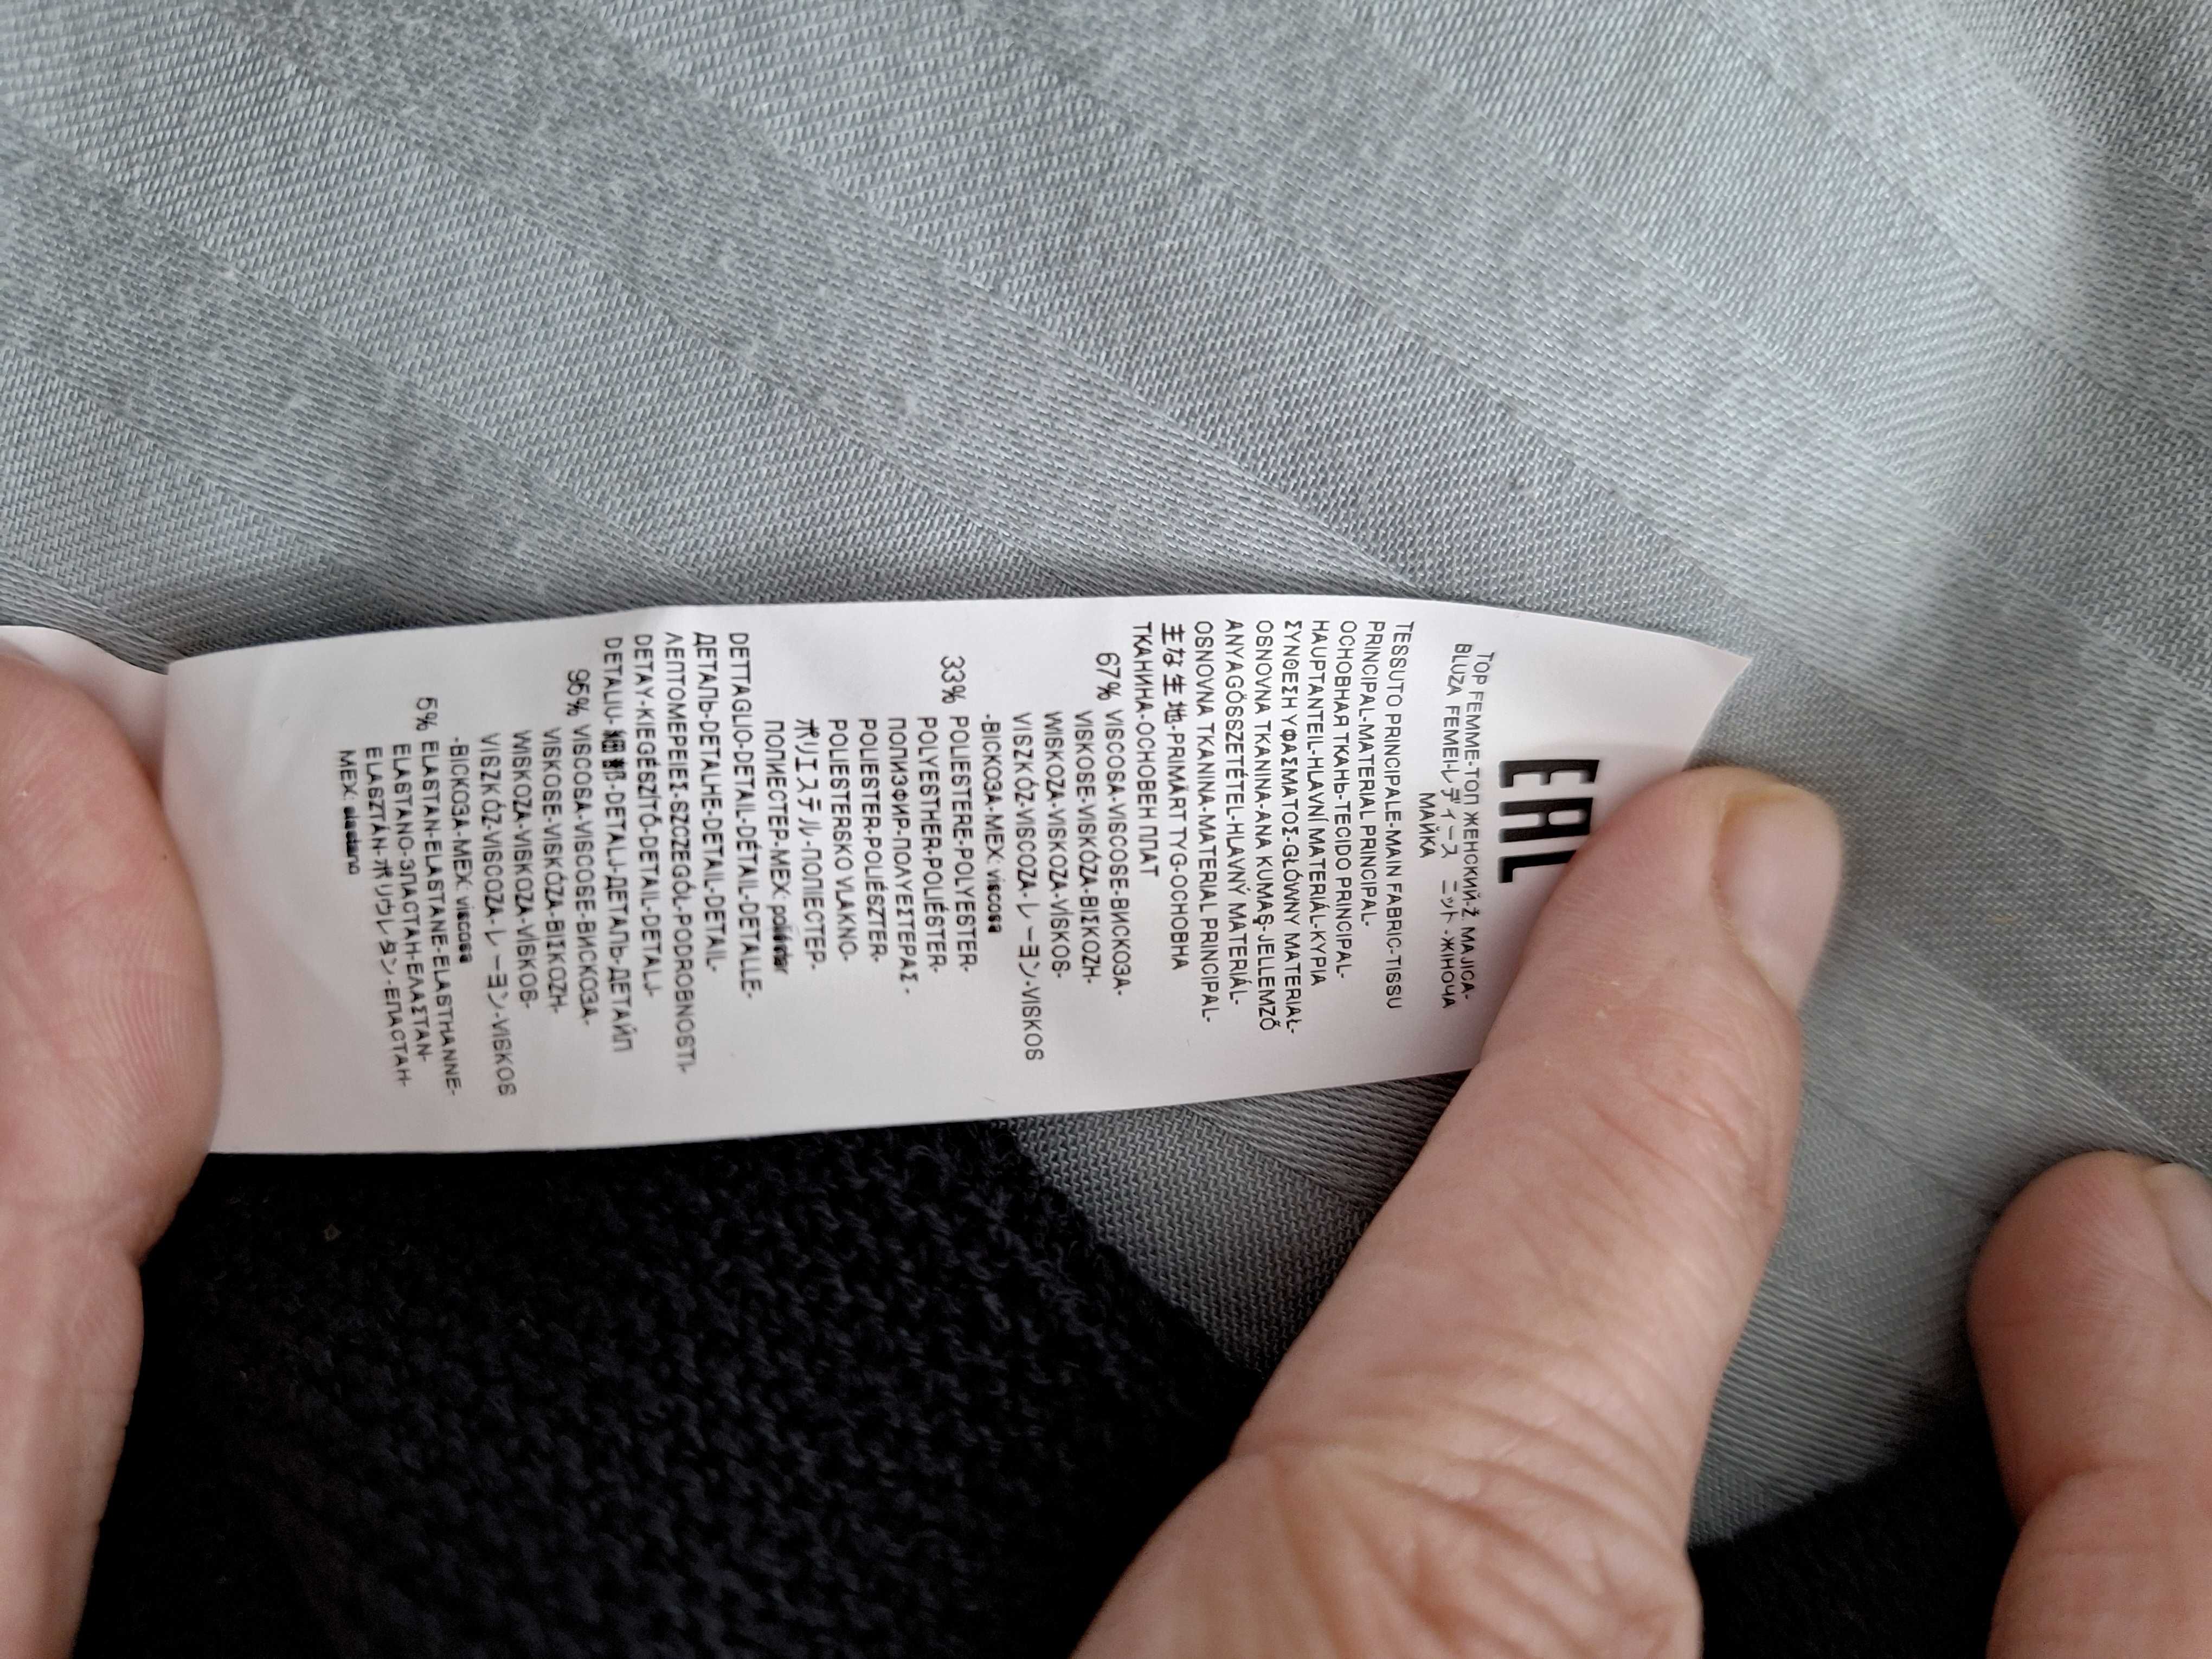 EAC
TOP FEMME-ТОП ЖЕНСКИЙ-Ž. MAJICA-
BLUZA FEMEI-レディース ニット-ЖІНОЧА
МАЙКА
TESSUTO PRINCIPALE-MAIN FABRIC-TISSU
PRINCIPAL-MATERIAL PRINCIPAL-
ОСНОВНАЯ ТКАНЬ-TECIDO PRINCIPAL-
HAUPTANTEIL-HLAVNÍ MATERIÁL-ΚΥΡΙΑ
ΣΥΝΘΕΣΗ ΥΦΑΣΜΑΤΟΣ-GŁÓWNY MATERIAŁ-
OSNOVNA TKANINA-ANA KUMAŞ-JELLEMZŐ
ANYAGÖSSZETÉTEL-HLAVNÝ MATERIÁL-
OSNOVNA TKANINA-MATERIAL PRINCIPAL-
主な生地-PRIMÄRT TYG-ОСНОВНА
ТКАНИНА-ОСНОВЕН ПЛАТ
67% VISCOSA-VISCOSE-ВИСКОЗА-
VISKOSE-VISKÓZA-ΒΙΣΚΟΖΗ-
WISKOZA-VISKOZA-VİSKOS-
VISZKÓZ-VISCOZA-レーヨン-VISKOS
-ВІСКОЗА-MEX: viscosa
33% POLIESTERE-POLYESTER-
POLYESTHER-POLIÉSTER-
ПОЛИЭФИР-ΠΟΛΥΕΣΤΕΡΑΣ-
POLIESTER-POLIÉSZTER-
POLIESTERSKO VLAKNO-
ポリエステル-ПОЛІЕСТЕР-
ПОЛИЕСТЕР-MEX: poliéster
DETTAGLIO-DETAIL-DÉTAIL-DETALLE-
ДЕТАЛЬ-DETALHE-DETAIL-DETAIL-
ΛΕΠΤΟΜΕΡΕΙΕΣ-SZCZEGÓŁ-PODROBNOSTI-
DETAY-KIEGÉSZÍTŐ-DETAIL-DETALJ-
DETALIU-細部-DETALJ-ДЕТАЛЬ-ДЕТАЙЛ
95% VISCOSA-VISCOSE-ВИСКОЗА-
VISKOSE-VISKÓZA-ΒΙΣΚΟΖΗ-
WISKOZA-VISKOZA-VİSKOS-
VISZKÓZ-VISCOZA-レーヨン-VISKOS
-ВІСКОЗА-MEX: viscosa
5% ELASTAN-ELASTANE-ELASTHANNE-
ELASTANO-ЭЛАСТАН-ΕΛΑΣΤΑΝ-
ELASZTÁN-ポリウレタン-ЕЛАСТАН-
MEX: elastano